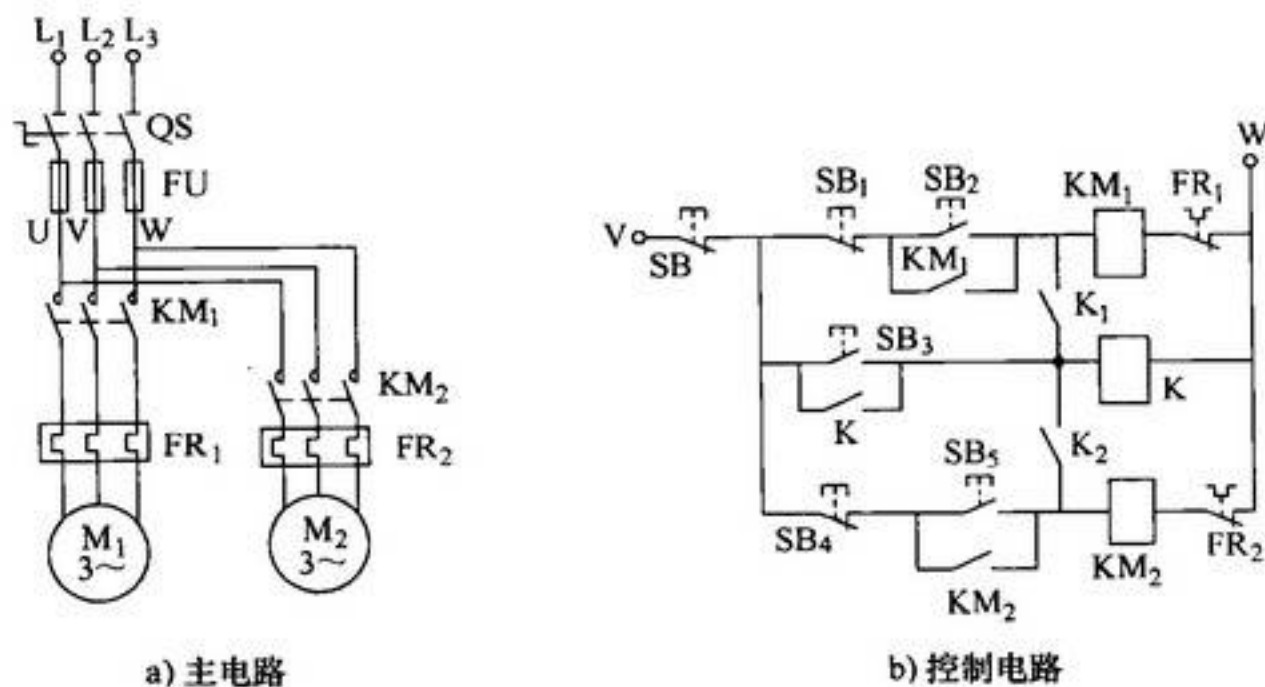 L₁ L₂ L₃
QS
FU
U V W
KM₁
KM₂
FR₁
FR₂
M₁
3～
M₂
3～
a) 主电路
W
SB₁ SB₂ KM₁ FR₁
V
SB
KM₁
K₁
SB₃
K
K
K₂
SB₅
SB₄
KM₂
FR₂
KM₂
b) 控制电路